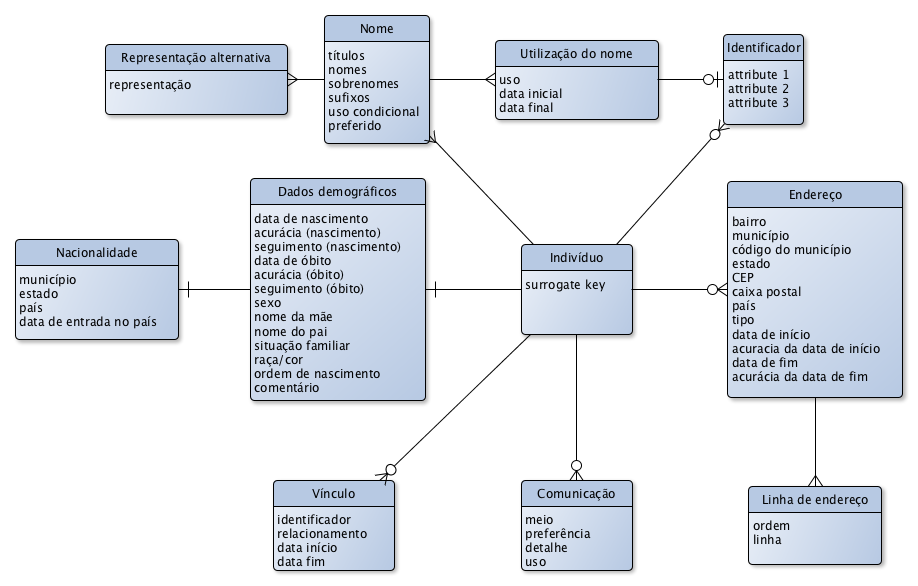 Nome
títulos
nomes
sobrenomes
sufixos
uso condicional
preferido
Representação alternativa
representação
Utilização do nome
uso
data inicial
data final
Identificador
attribute 1
attribute 2
attribute 3
Dados demográficos
data de nascimento
acurácia (nascimento)
seguimento (nascimento)
data de óbito
acurácia (óbito)
seguimento (óbito)
sexo
nome da mãe
nome do pai
situação familiar
raça/cor
ordem de nascimento
comentário
Nacionalidade
município
estado
país
data de entrada no país
Indivíduo
surrogate key
Endereço
bairro
município
código do município
estado
CEP
caixa postal
país
tipo
data de início
acuracia da data de início
data de fim
acurácia da data de fim
Vínculo
identificador
relacionamento
data início
data fim
Comunicação
meio
preferência
detalhe
uso
Linha de endereço
ordem
linha